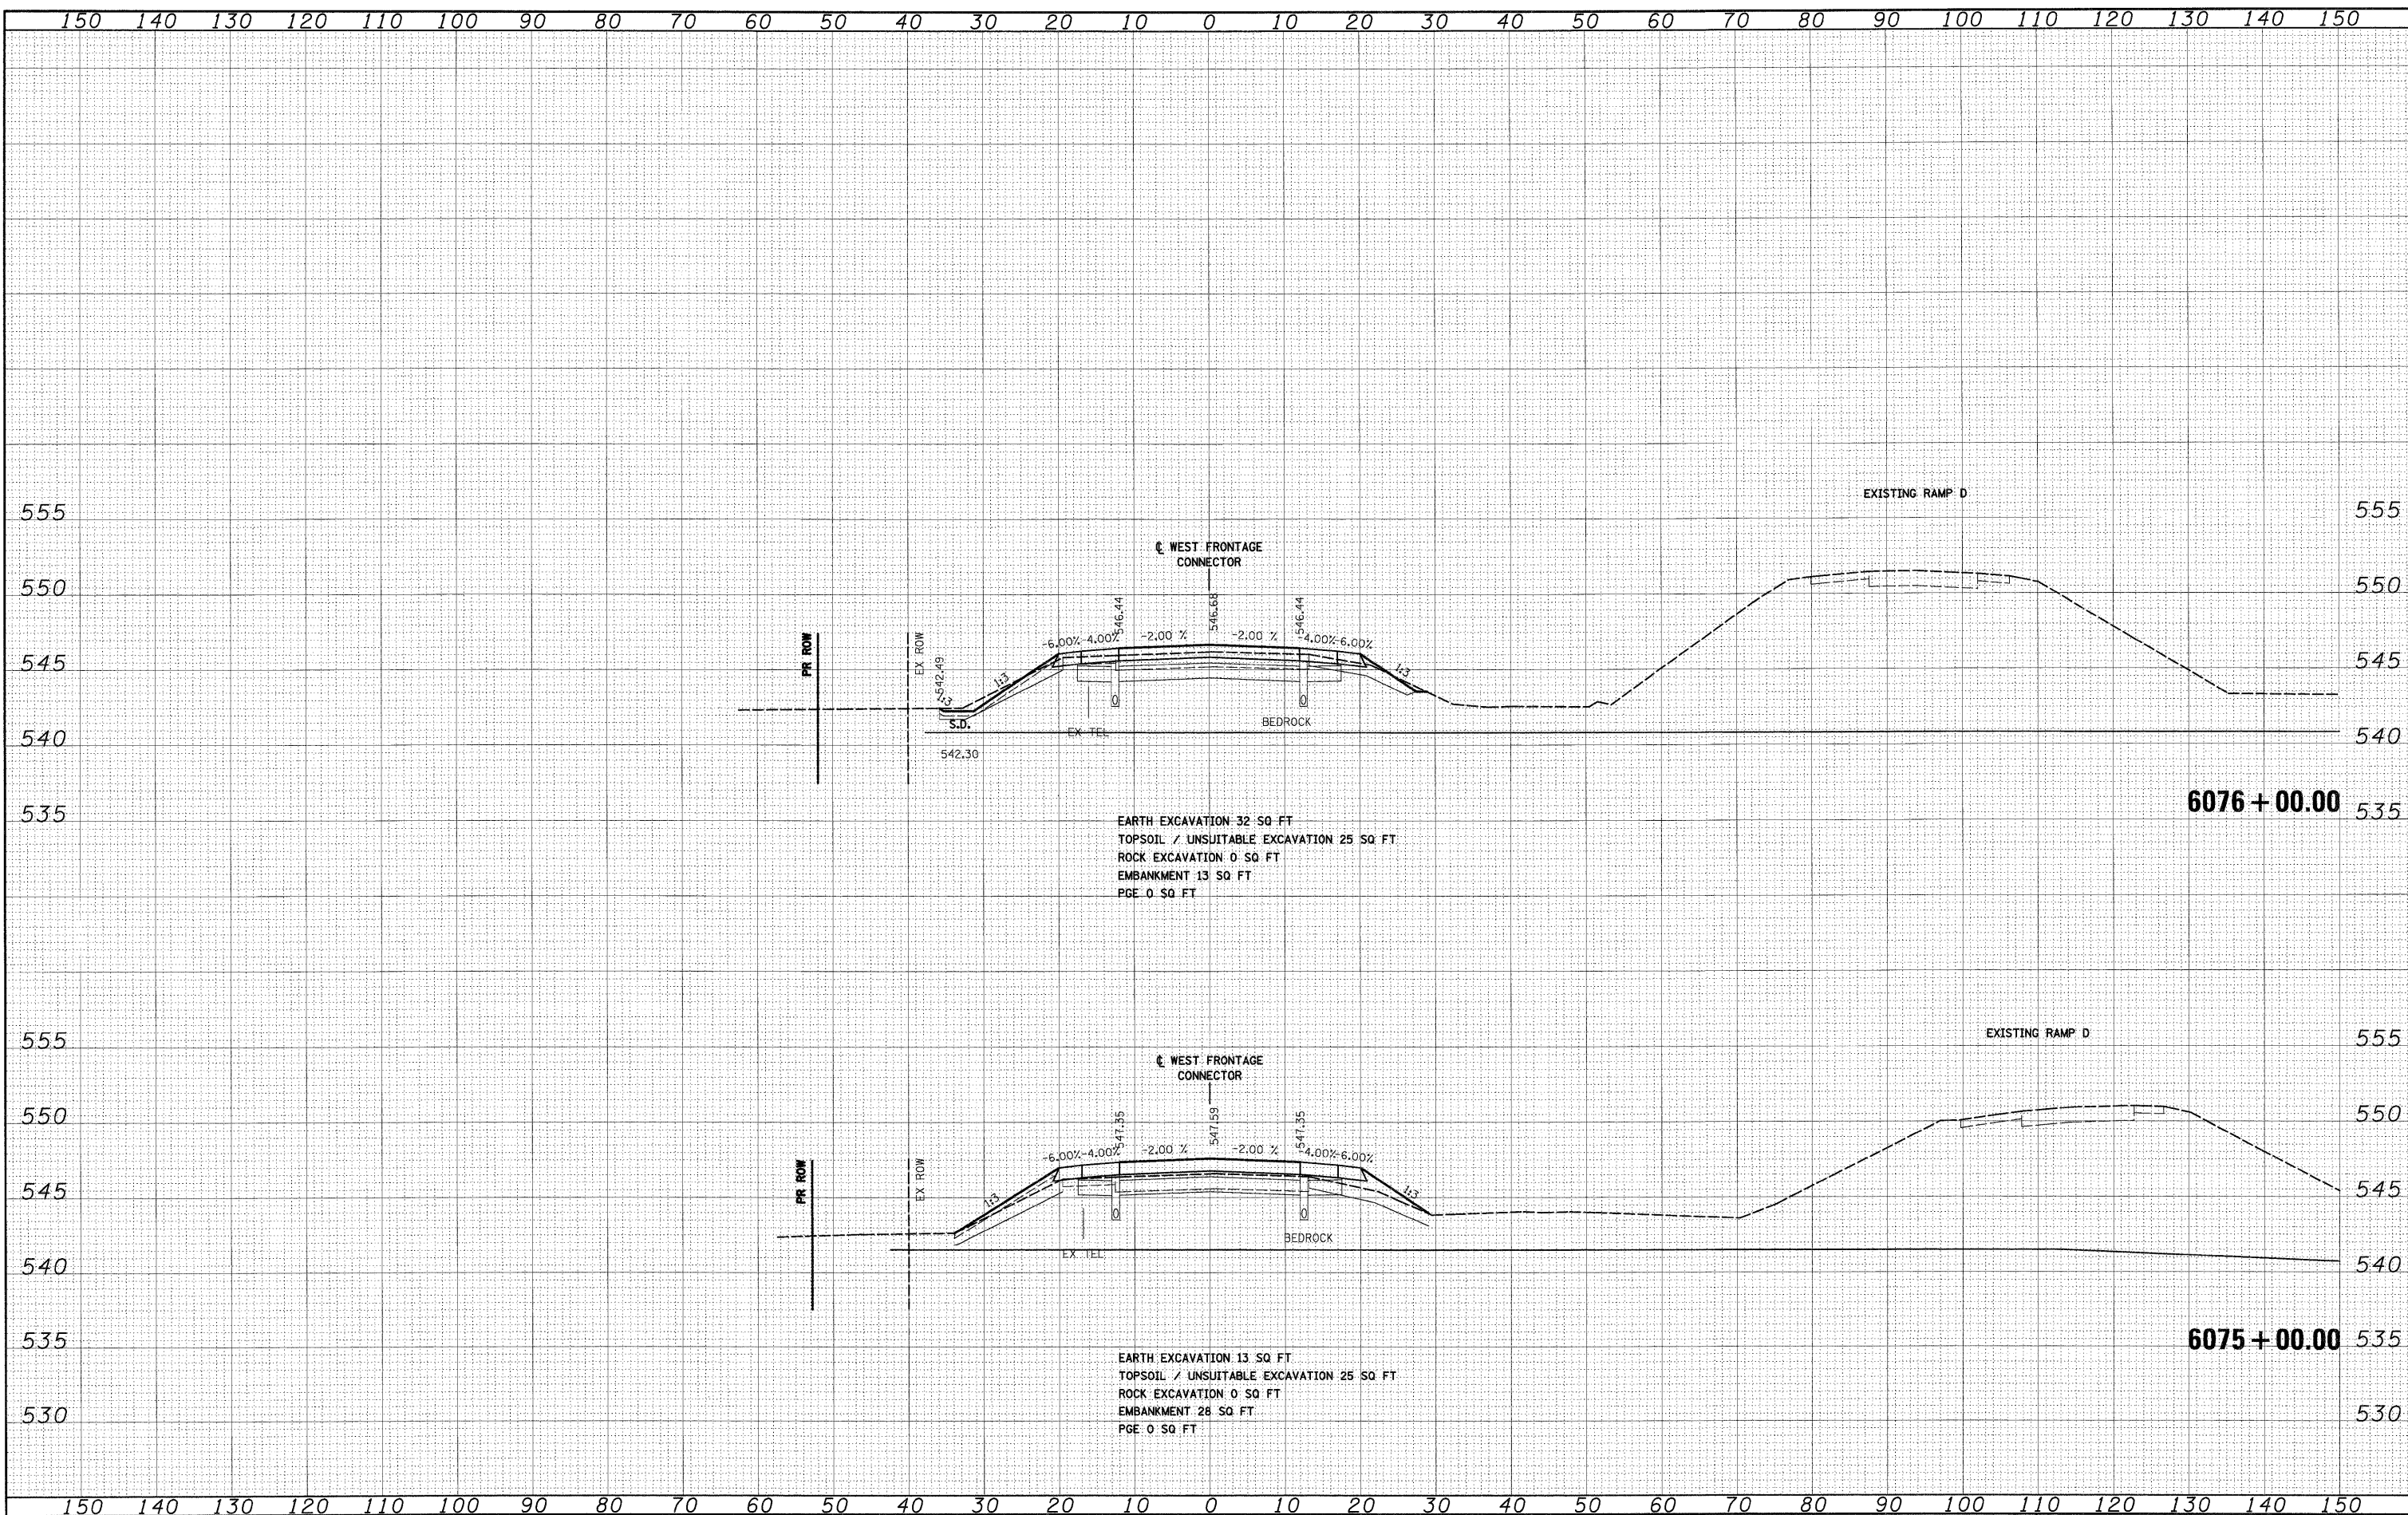 150 140 130 120 110 100 90 80 70 60 50 40 30 20 10 0 10 20 30 40 50 60 70 80 90 100 110 120 130 140 150
EXISTING RAMP D
555 555
℄ WEST FRONTAGE
CONNECTOR
550 550
546.44 546.68 546.44
-6.00% -4.00% -2.00 % -2.00 % -4.00% -6.00%
PR ROW EX ROW
545 545
542.49
1:3 1:3 1:3
0 0
S.D. EX TEL BEDROCK
540 540
542.30
6076+00.00
535 535
EARTH EXCAVATION 32 SQ FT
TOPSOIL / UNSUITABLE EXCAVATION 25 SQ FT
ROCK EXCAVATION 0 SQ FT
EMBANKMENT 13 SQ FT
PGE 0 SQ FT
EXISTING RAMP D
555 555
℄ WEST FRONTAGE
CONNECTOR
550 550
547.35 547.59 547.35
-6.00% -4.00% -2.00 % -2.00 % -4.00% -6.00%
PR ROW EX ROW
545 545
1:3 1:3
0 0
EX TEL BEDROCK
540 540
6075+00.00
535 535
EARTH EXCAVATION 13 SQ FT
TOPSOIL / UNSUITABLE EXCAVATION 25 SQ FT
ROCK EXCAVATION 0 SQ FT
EMBANKMENT 28 SQ FT
PGE 0 SQ FT
530 530
150 140 130 120 110 100 90 80 70 60 50 40 30 20 10 0 10 20 30 40 50 60 70 80 90 100 110 120 130 140 150